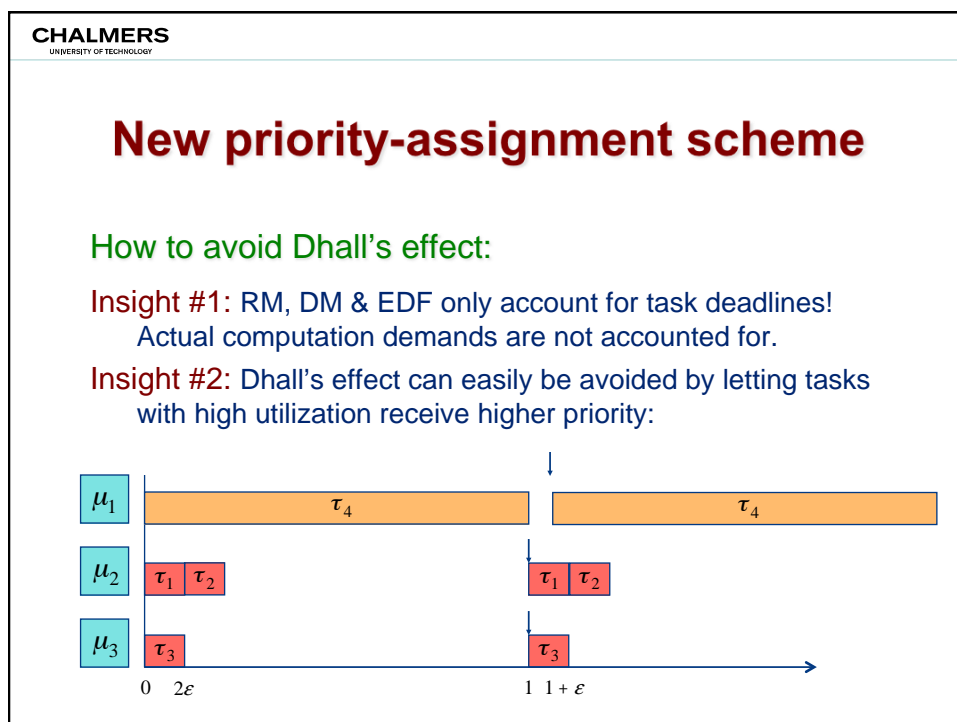 CHALMERS
UNIVERSITY OF TECHNOLOGY
New priority-assignment scheme
How to avoid Dhall's effect:
Insight #1: RM, DM & EDF only account for task deadlines!
Actual computation demands are not accounted for.
Insight #2: Dhall's effect can easily be avoided by letting tasks
with high utilization receive higher priority:
μ₁ τ₄ τ₄
μ₂ τ₁ τ₂ τ₁ τ₂
μ₃ τ₃ τ₃
0 2ε 1 1 + ε